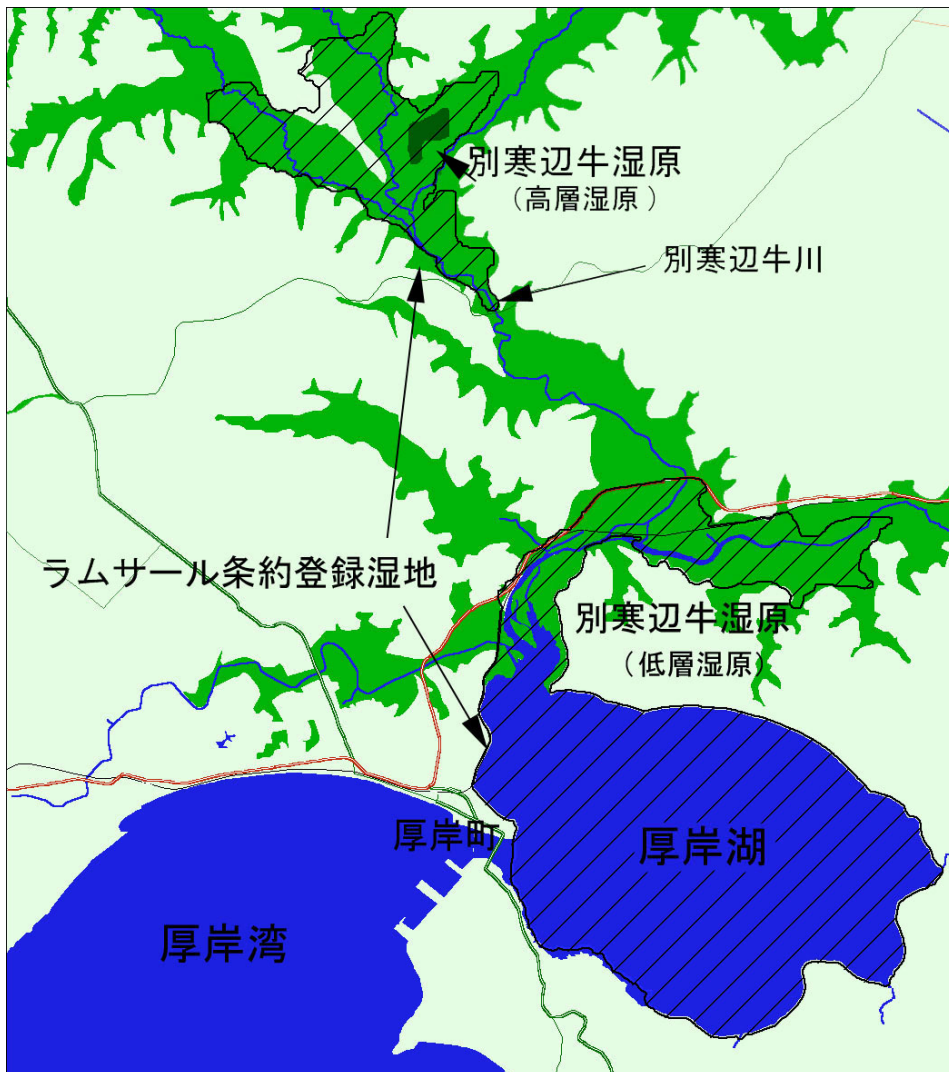 別寒辺牛湿原
（高層湿原）
別寒辺牛川
ラムサール条約登録湿地
別寒辺牛湿原
（低層湿原）
厚岸町
厚岸湖
厚岸湾